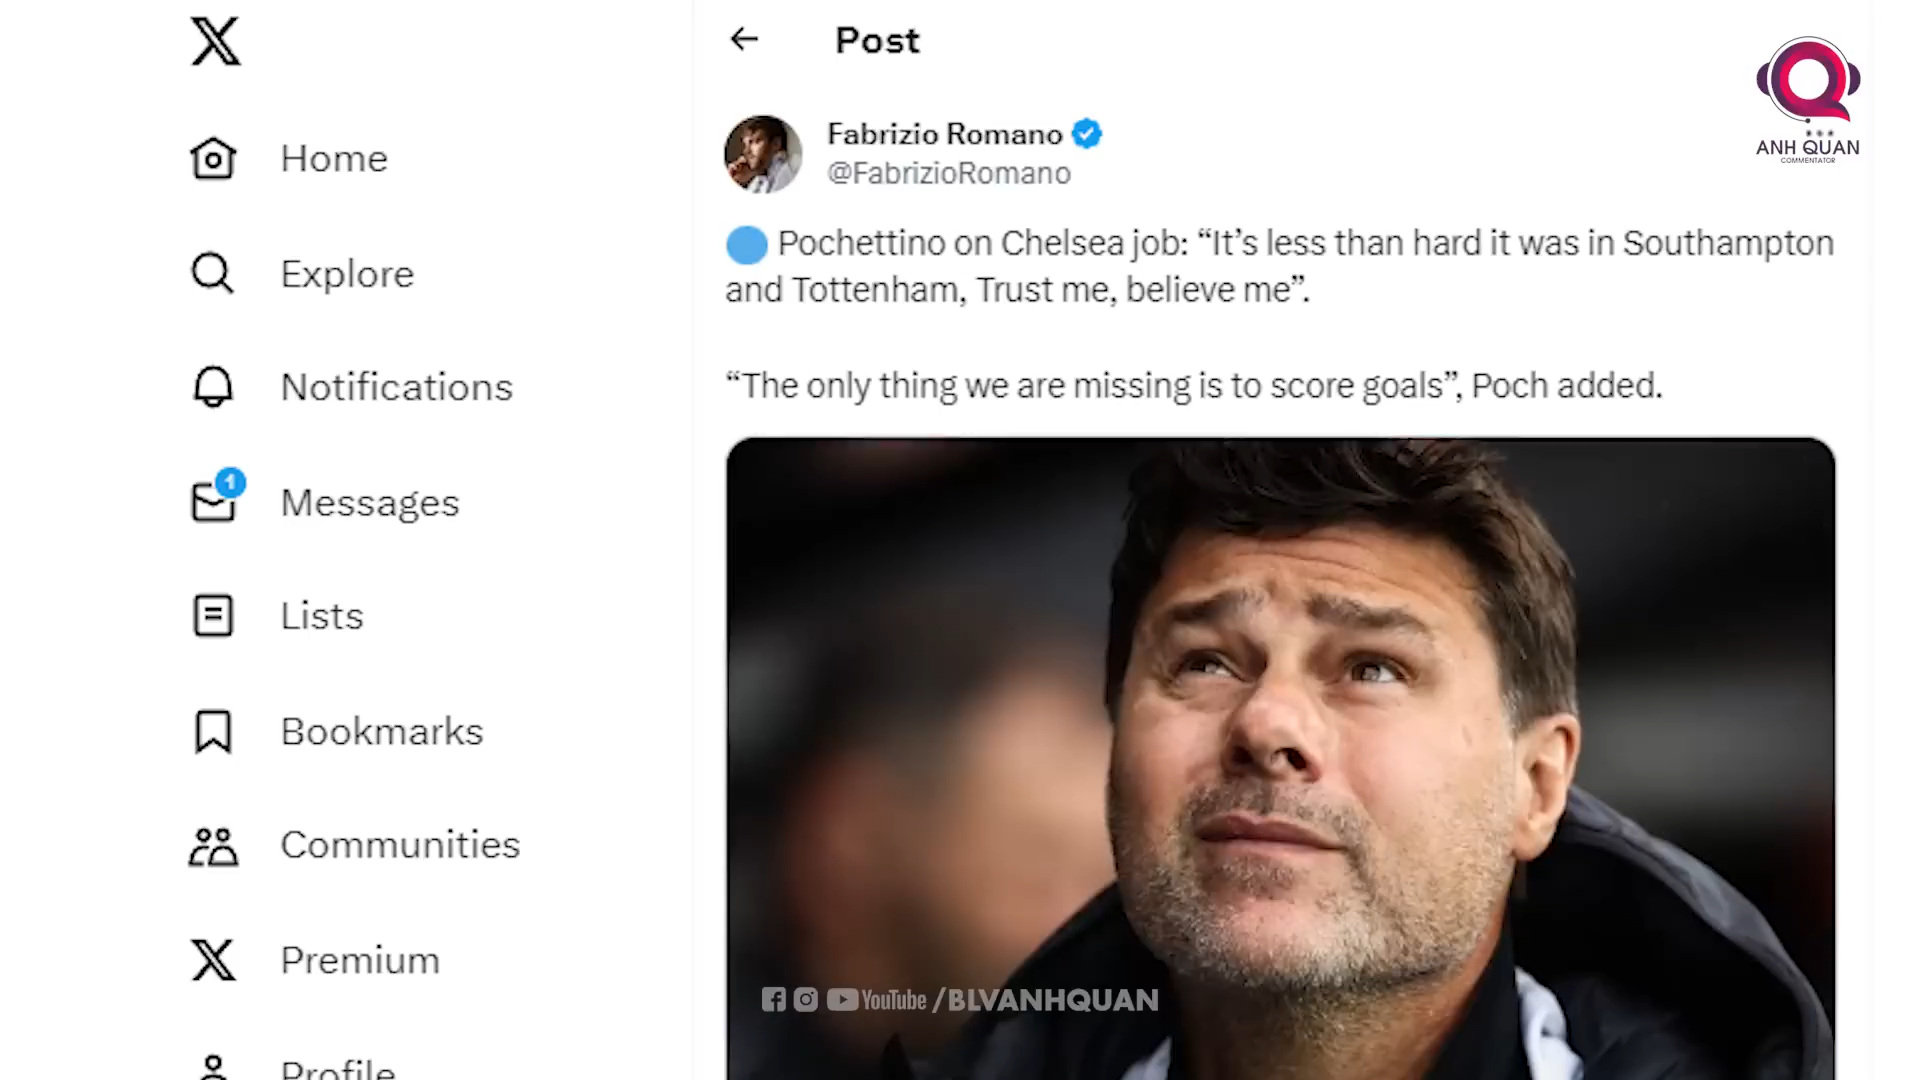 Post
Fabrizio Romano
@FabrizioRomano
Pochettino on Chelsea job: “It’s less than hard it was in Southampton
and Tottenham, Trust me, believe me”.
“The only thing we are missing is to score goals”, Poch added.
Home
Explore
Notifications
1
Messages
Lists
Bookmarks
Communities
Premium
Profile
ANH QUAN
COMMENTATOR
YouTube /BLVANHQUAN